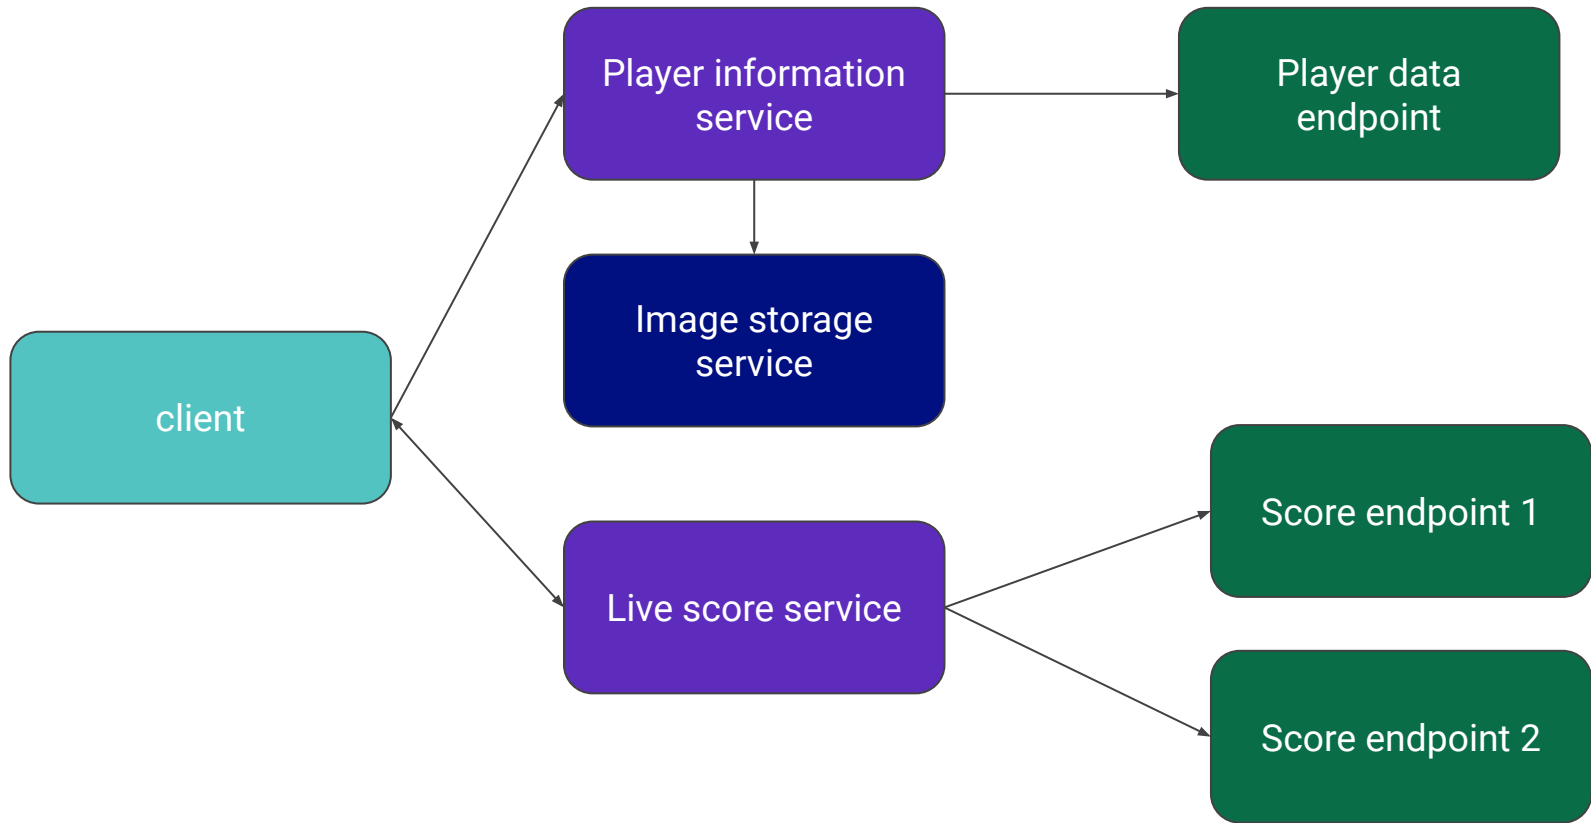 Player information
service
Player data
endpoint
Image storage
service
client
Score endpoint 1
Live score service
Score endpoint 2